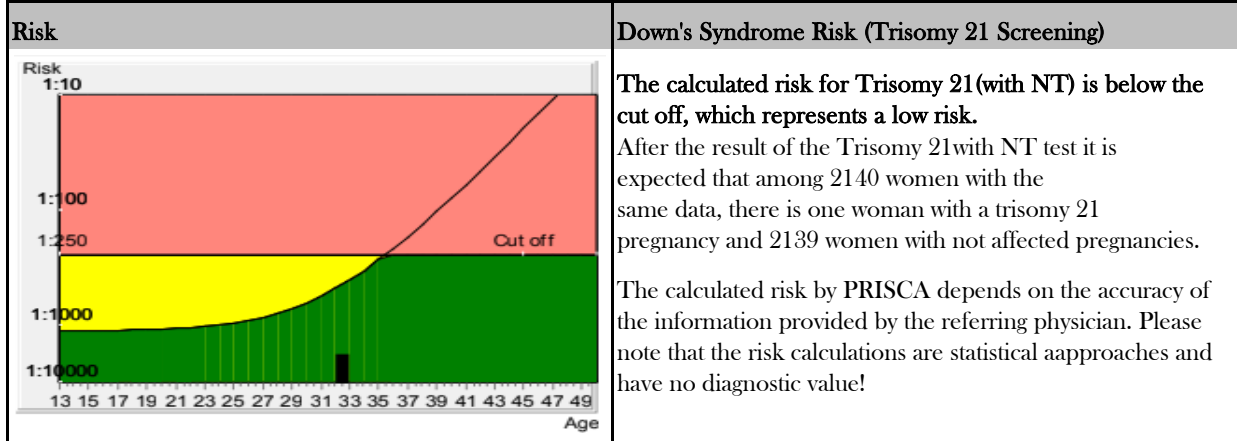 Risk
Down's Syndrome Risk (Trisomy 21 Screening)
Risk
1:10
1:100
1:250
Cut off
1:1000
1:10000
13 15 17 19 21 23 25 27 29 31 33 35 37 39 41 43 45 47 49
Age
The calculated risk for Trisomy 21(with NT) is below the
cut off, which represents a low risk.
After the result of the Trisomy 21with NT test it is
expected that among 2140 women with the
same data, there is one woman with a trisomy 21
pregnancy and 2139 women with not affected pregnancies.
The calculated risk by PRISCA depends on the accuracy of
the information provided by the referring physician. Please
note that the risk calculations are statistical aapproaches and
have no diagnostic value!